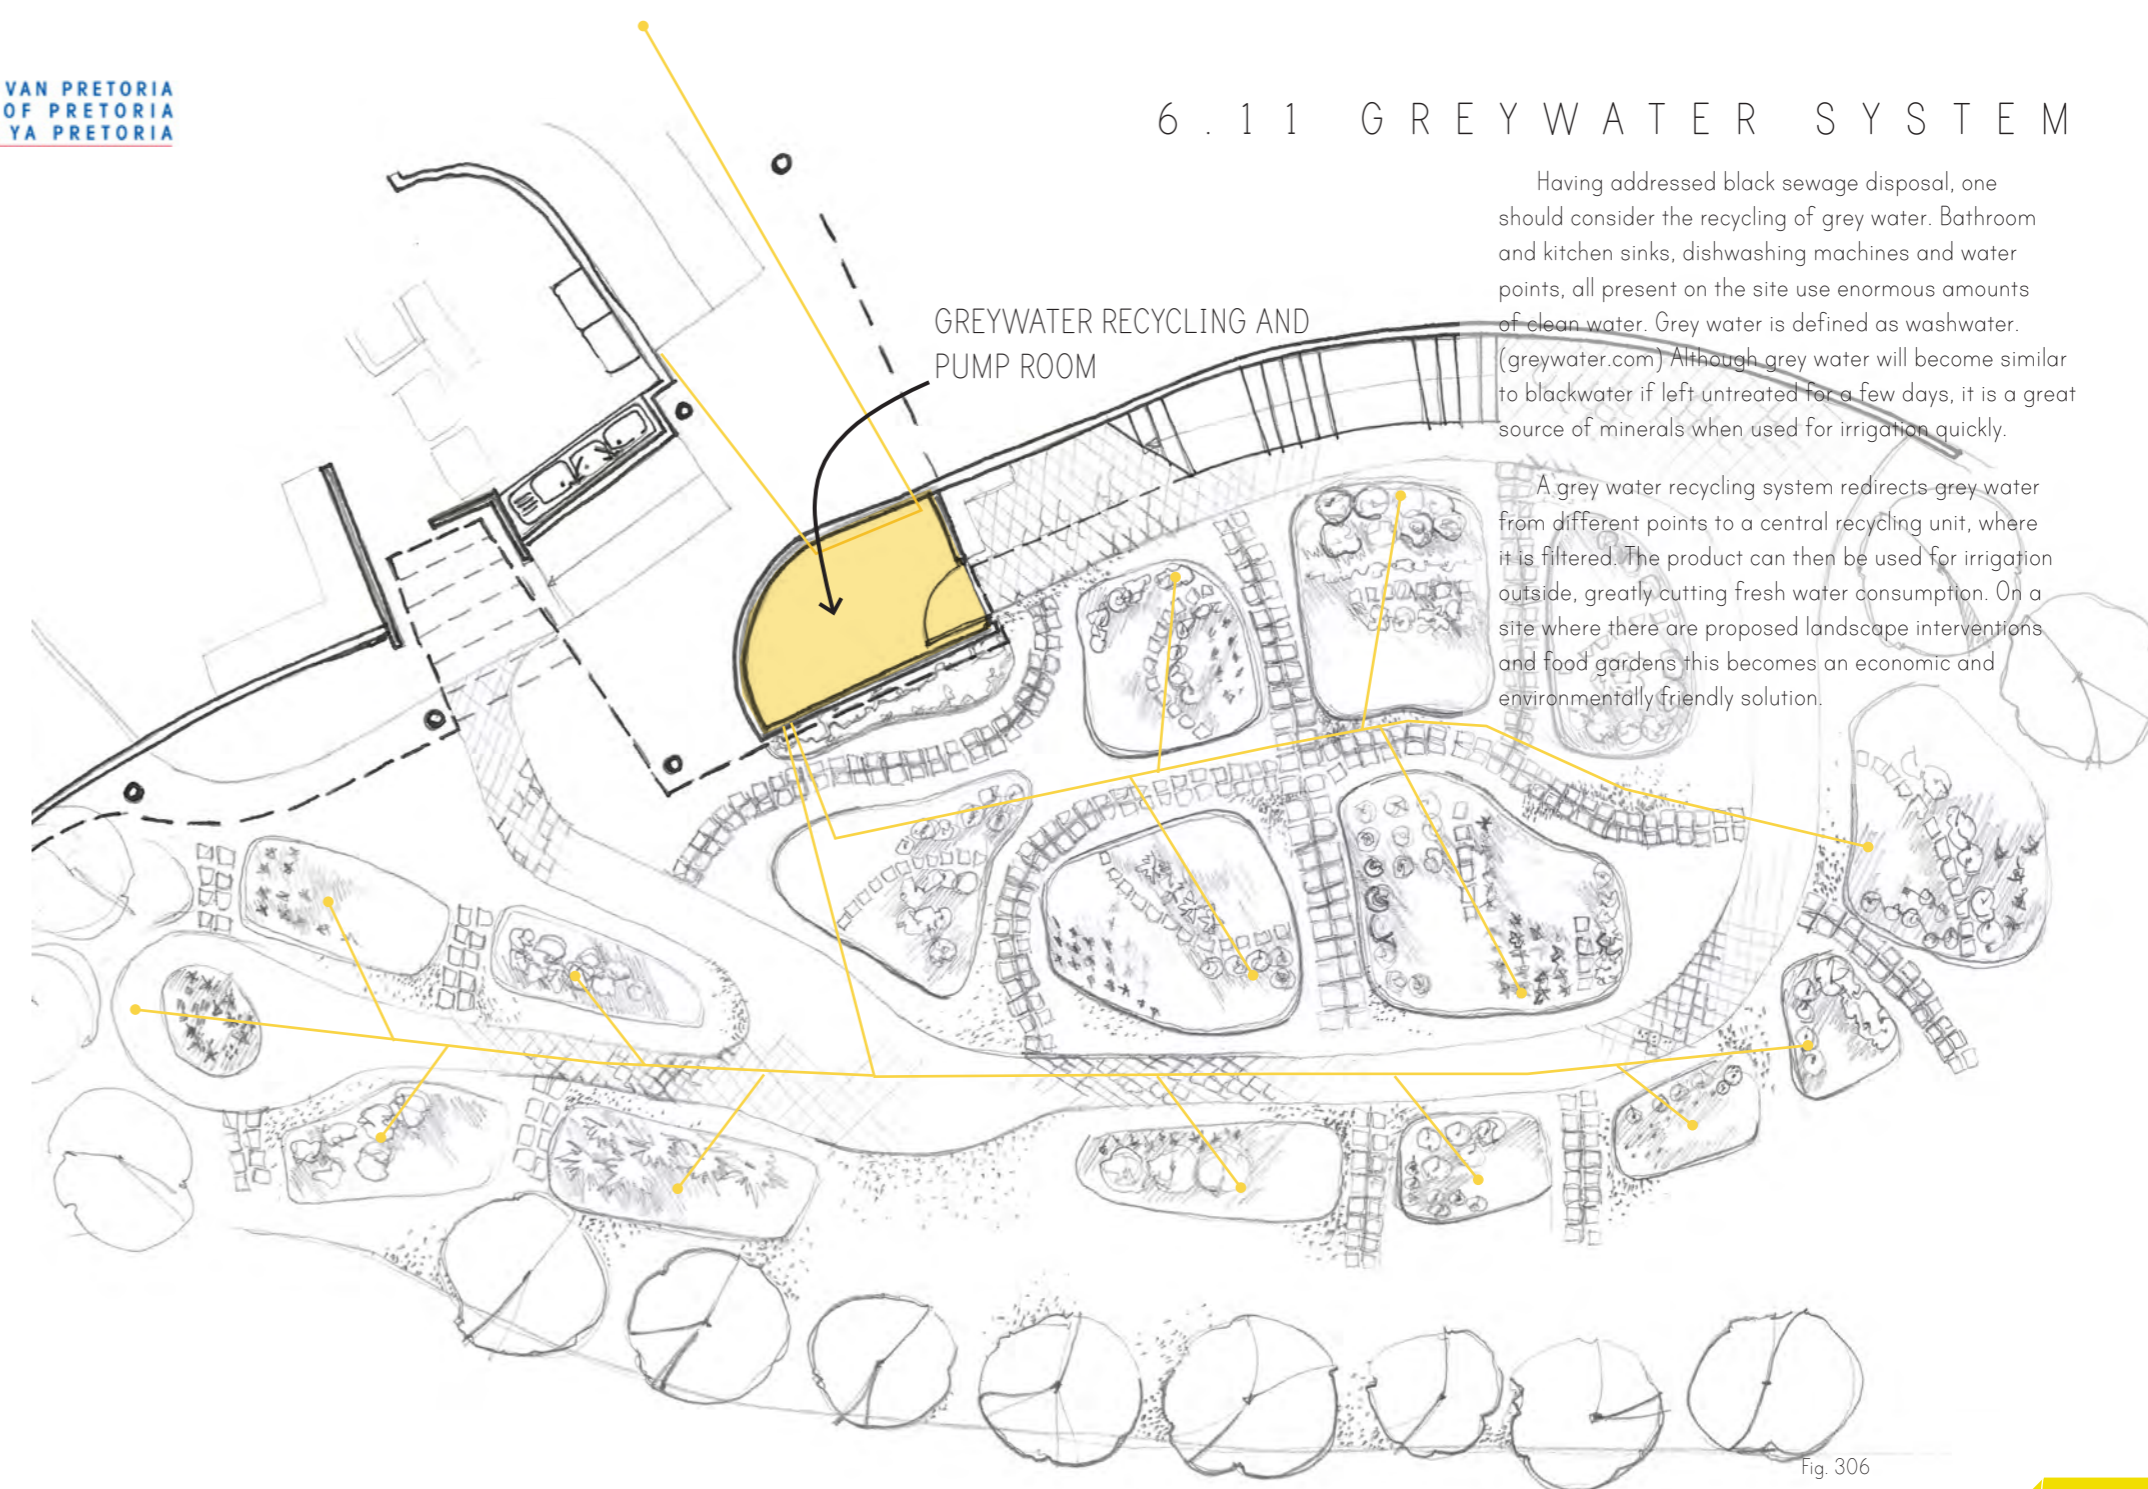 VAN PRETORIA
OF PRETORIA
YA PRETORIA
6.11 GREYWATER SYSTEM
Having addressed black sewage disposal, one
should consider the recycling of grey water. Bathroom
and kitchen sinks, dishwashing machines and water
points, all present on the site use enormous amounts
of clean water. Grey water is defined as washwater.
(greywater.com) Although grey water will become similar
to blackwater if left untreated for a few days, it is a great
source of minerals when used for irrigation quickly.
A grey water recycling system redirects grey water
from different points to a central recycling unit, where
it is filtered. The product can then be used for irrigation
outside, greatly cutting fresh water consumption. On a
site where there are proposed landscape interventions
and food gardens this becomes an economic and
environmentally friendly solution.
GREYWATER RECYCLING AND
PUMP ROOM
Fig. 306